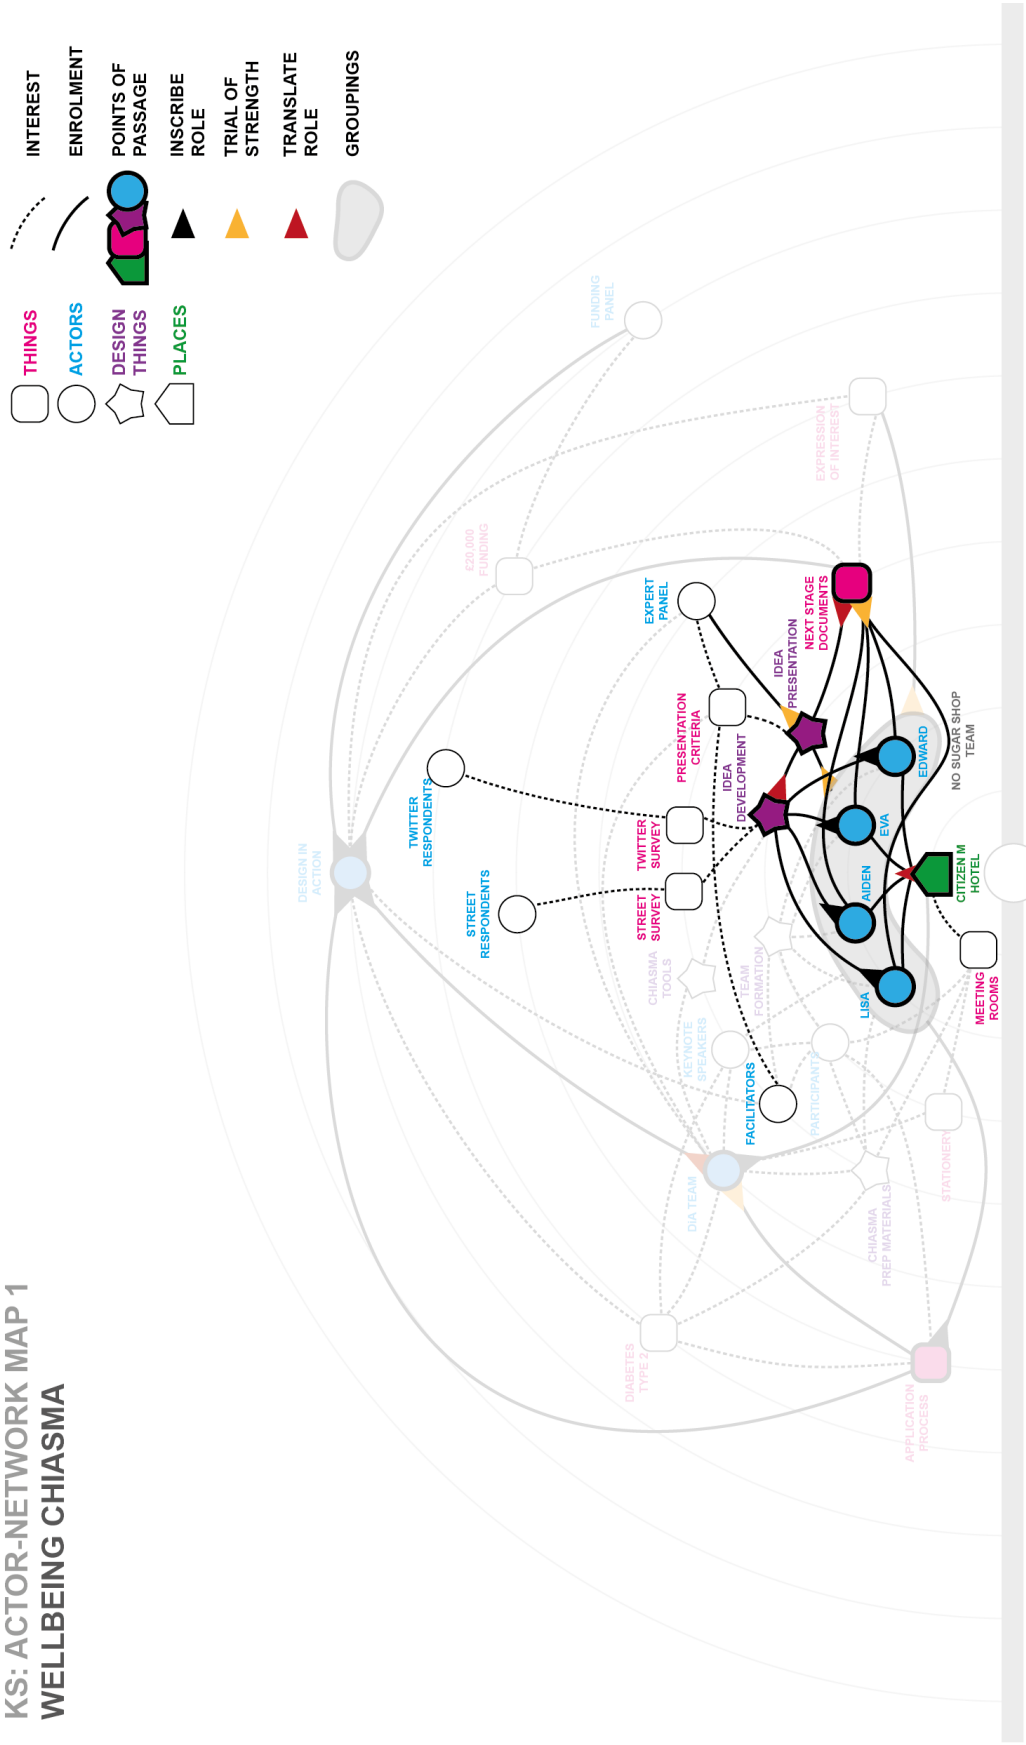 KS: ACTOR-NETWORK MAP 1
WELLBEING CHIASMA
THINGS
ACTORS
DESIGN
THINGS
PLACES
INTEREST
ENROLMENT
POINTS OF
PASSAGE
INSCRIBE
ROLE
TRIAL OF
STRENGTH
TRANSLATE
ROLE
GROUPINGS
DESIGN IN
ACTION
TWITTER
RESPONDENTS
STREET
RESPONDENTS
£20,000
FUNDING
FUNDING
PANEL
EXPRESSION
OF INTEREST
EXPERT
PANEL
NEXT STAGE
DOCUMENTS
IDEA
PRESENTATION
PRESENTATION
CRITERIA
IDEA
DEVELOPMENT
TWITTER
SURVEY
STREET
SURVEY
CHIASMA
TOOLS
TEAM
FORMATION
KEYNOTE
SPEAKERS
FACILITATORS
PARTICIPANTS
DIA TEAM
DIABETES
TYPE 2
CHIASMA
PREP MATERIALS
STATIONERY
APPLICATION
PROCESS
LISA
AIDEN
EVA
EDWARD
NO SUGAR SHOP
TEAM
CITIZEN M
HOTEL
MEETING
ROOMS